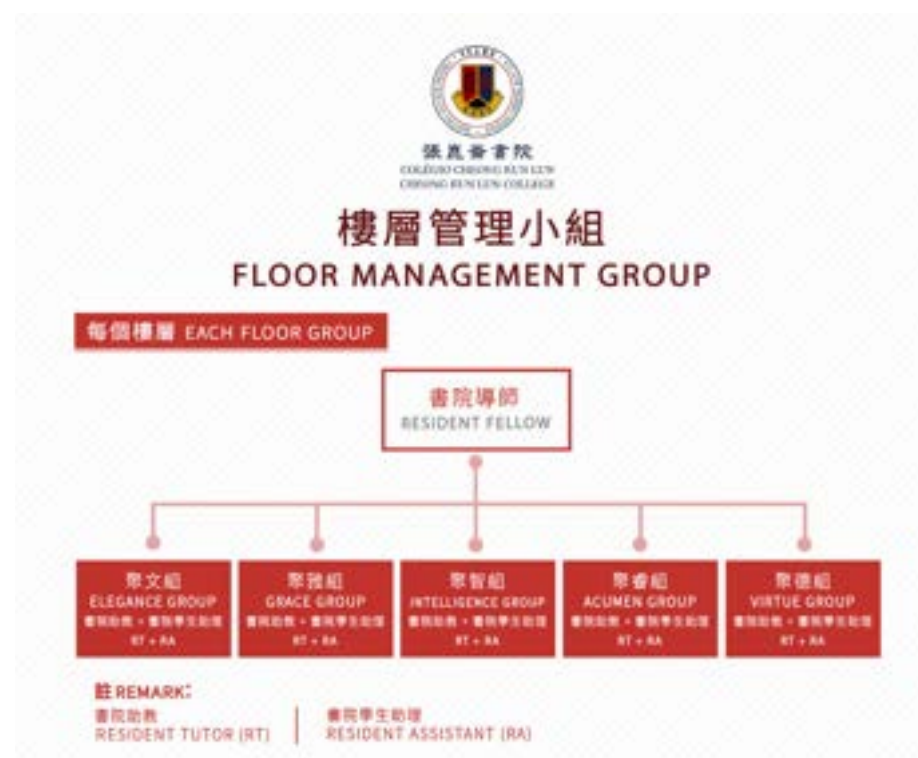 張崑崙書院
COLÉGIO CHEONG KUN LUN
CHEONG KUN LUN COLLEGE
樓層管理小組
FLOOR MANAGEMENT GROUP
每個樓層 EACH FLOOR GROUP
書院導師
RESIDENT FELLOW
聚文組
ELEGANCE GROUP
書院助教 + 書院學生助理
RT + RA
聚雅組
GRACE GROUP
書院助教 + 書院學生助理
RT + RA
聚智組
INTELLIGENCE GROUP
書院助教 + 書院學生助理
RT + RA
聚睿組
ACUMEN GROUP
書院助教 + 書院學生助理
RT + RA
聚德組
VIRTUE GROUP
書院助教 + 書院學生助理
RT + RA
註 REMARK:
書院助教
RESIDENT TUTOR (RT)
書院學生助理
RESIDENT ASSISTANT (RA)